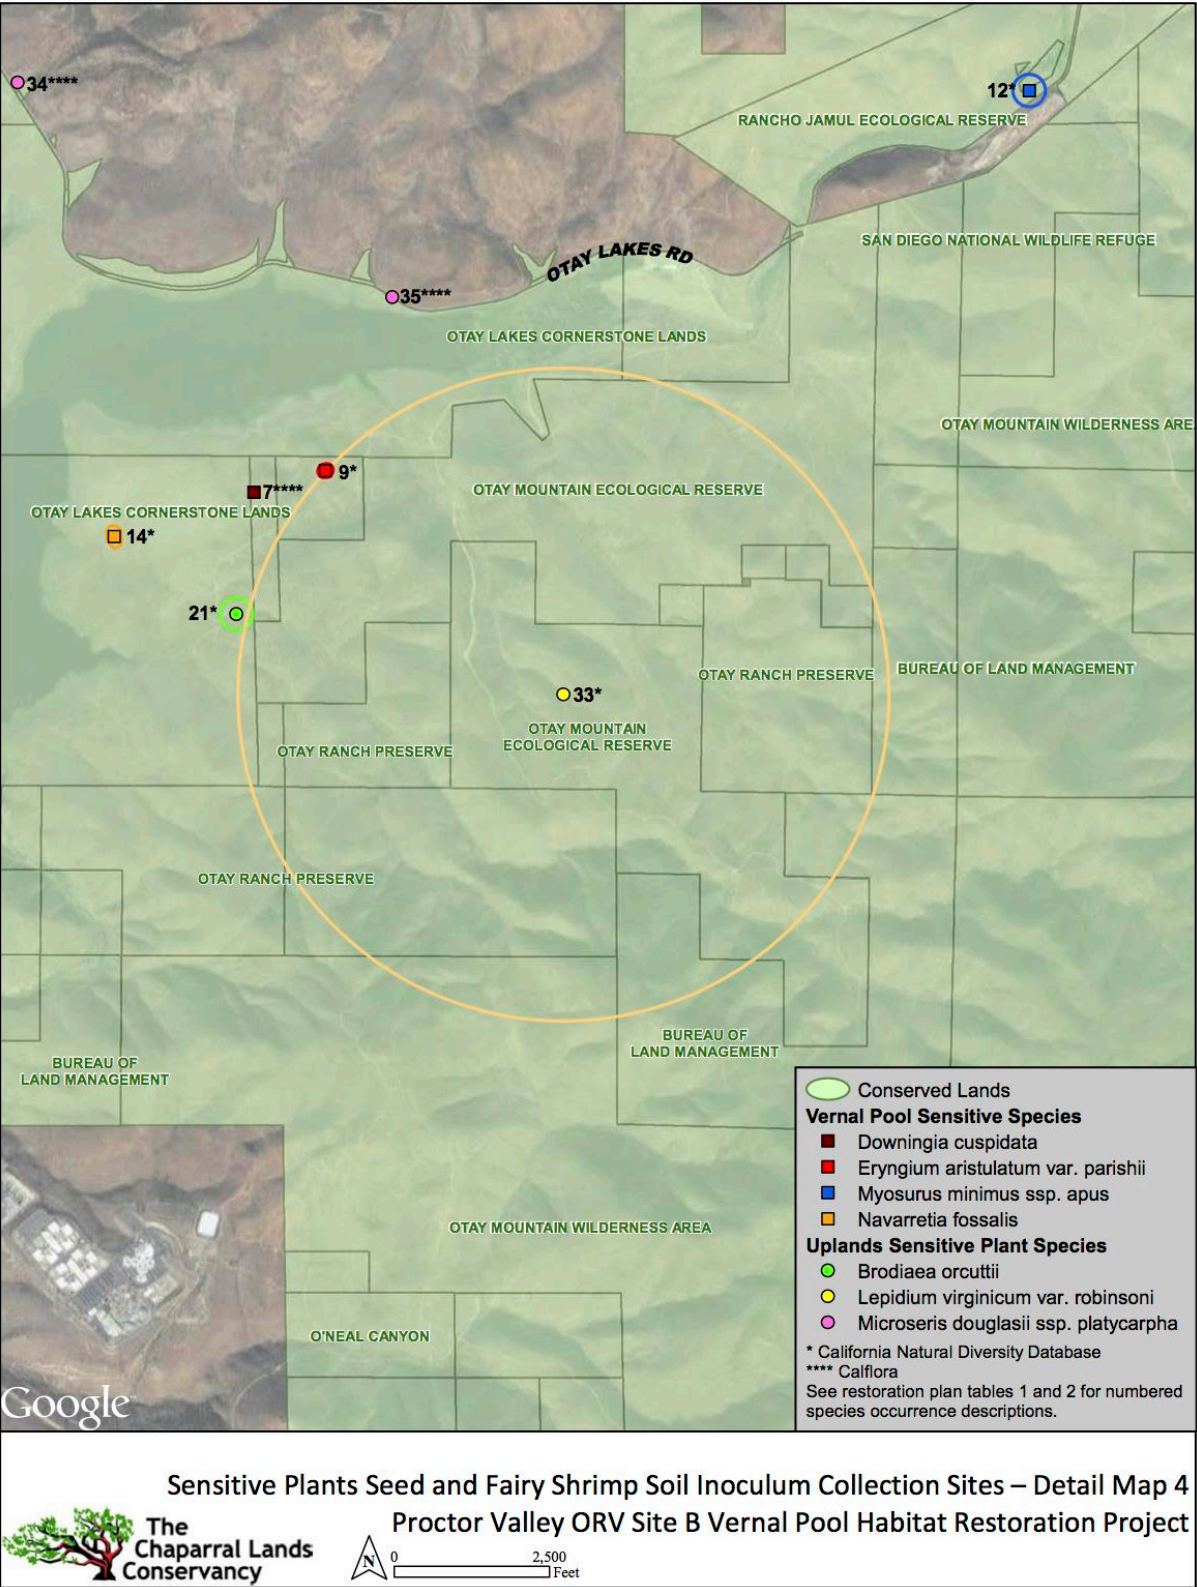 34****
12*
RANCHO JAMUL ECOLOGICAL RESERVE
SAN DIEGO NATIONAL WILDLIFE REFUGE
OTAY LAKES RD
35****
OTAY LAKES CORNERSTONE LANDS
OTAY MOUNTAIN WILDERNESS ARE
9*
7****
OTAY MOUNTAIN ECOLOGICAL RESERVE
OTAY LAKES CORNERSTONE LANDS
14*
21*
OTAY RANCH PRESERVE
BUREAU OF LAND MANAGEMENT
33*
OTAY MOUNTAIN
ECOLOGICAL RESERVE
OTAY RANCH PRESERVE
OTAY RANCH PRESERVE
BUREAU OF
LAND MANAGEMENT
BUREAU OF
LAND MANAGEMENT
OTAY MOUNTAIN WILDERNESS AREA
O'NEAL CANYON
Google
Conserved Lands
Vernal Pool Sensitive Species
Downingia cuspidata
Eryngium aristulatum var. parishii
Myosurus minimus ssp. apus
Navarretia fossalis
Uplands Sensitive Plant Species
Brodiaea orcuttii
Lepidium virginicum var. robinsoni
Microseris douglasii ssp. platycarpha
* California Natural Diversity Database
**** Calflora
See restoration plan tables 1 and 2 for numbered
species occurrence descriptions.
Sensitive Plants Seed and Fairy Shrimp Soil Inoculum Collection Sites – Detail Map 4
Proctor Valley ORV Site B Vernal Pool Habitat Restoration Project
The
Chaparral Lands
Conservancy
N
0 2,500
Feet